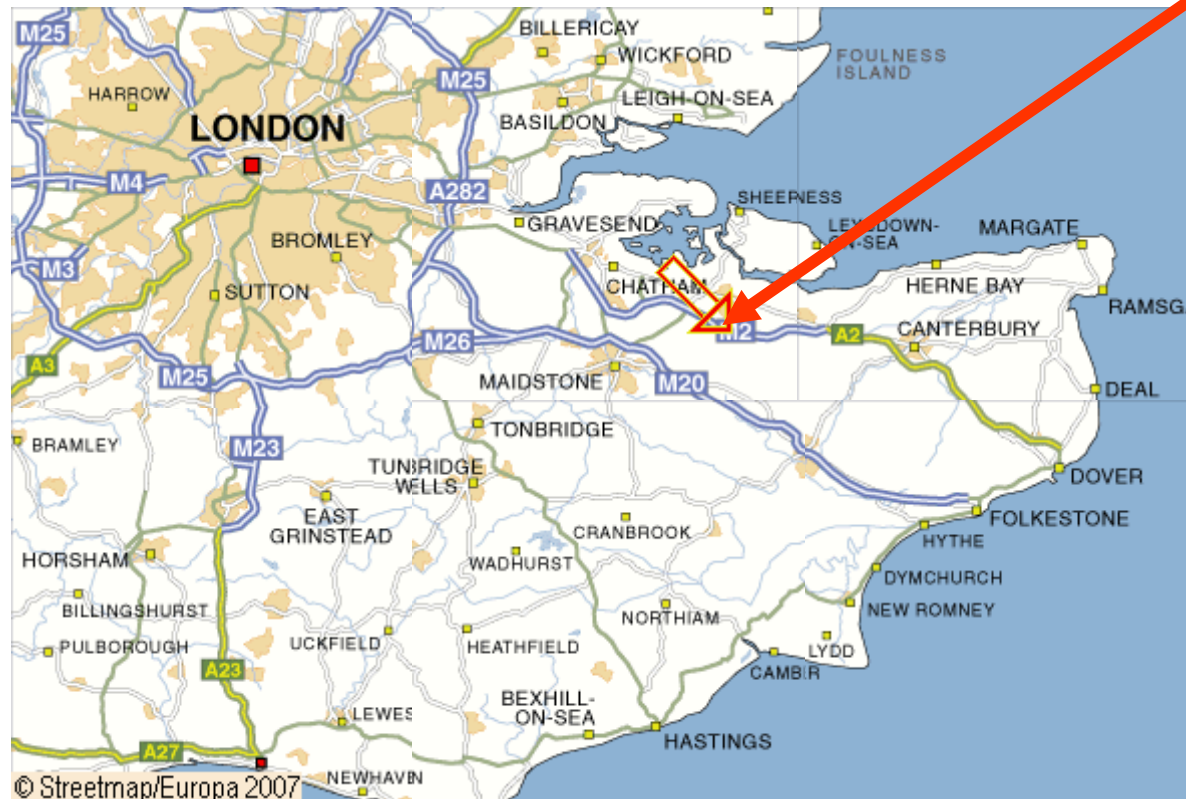 M25
BILLERICAY
WICKFORD
FOULNESS
ISLAND
M25
HARROW
LEIGH-ON-SEA
BASILDON
LONDON
M4
A282
SHEERNESS
GRAVESEND
LEYSDOWN-
ON-SEA
MARGATE
BROMLEY
M3
CHATHAM
HERNE BAY
SUTTON
RAMSG
M2
A2
CANTERBURY
M26
A3
M25
MAIDSTONE
M20
DEAL
BRAMLEY
M23
TONBRIDGE
TUNBRIDGE
WELLS
DOVER
EAST
GRINSTEAD
FOLKESTONE
CRANBROOK
HYTHE
HORSHAM
WADHURST
DYMCHURCH
BILLINGSHURST
NORTHIAM
NEW ROMNEY
PULBOROUGH
UCKFIELD
HEATHFIELD
LYDD
A23
CAMBR
BEXHILL-
ON-SEA
LEWES
HASTINGS
A27
NEWHAVEN
© Streetmap/Europa 2007